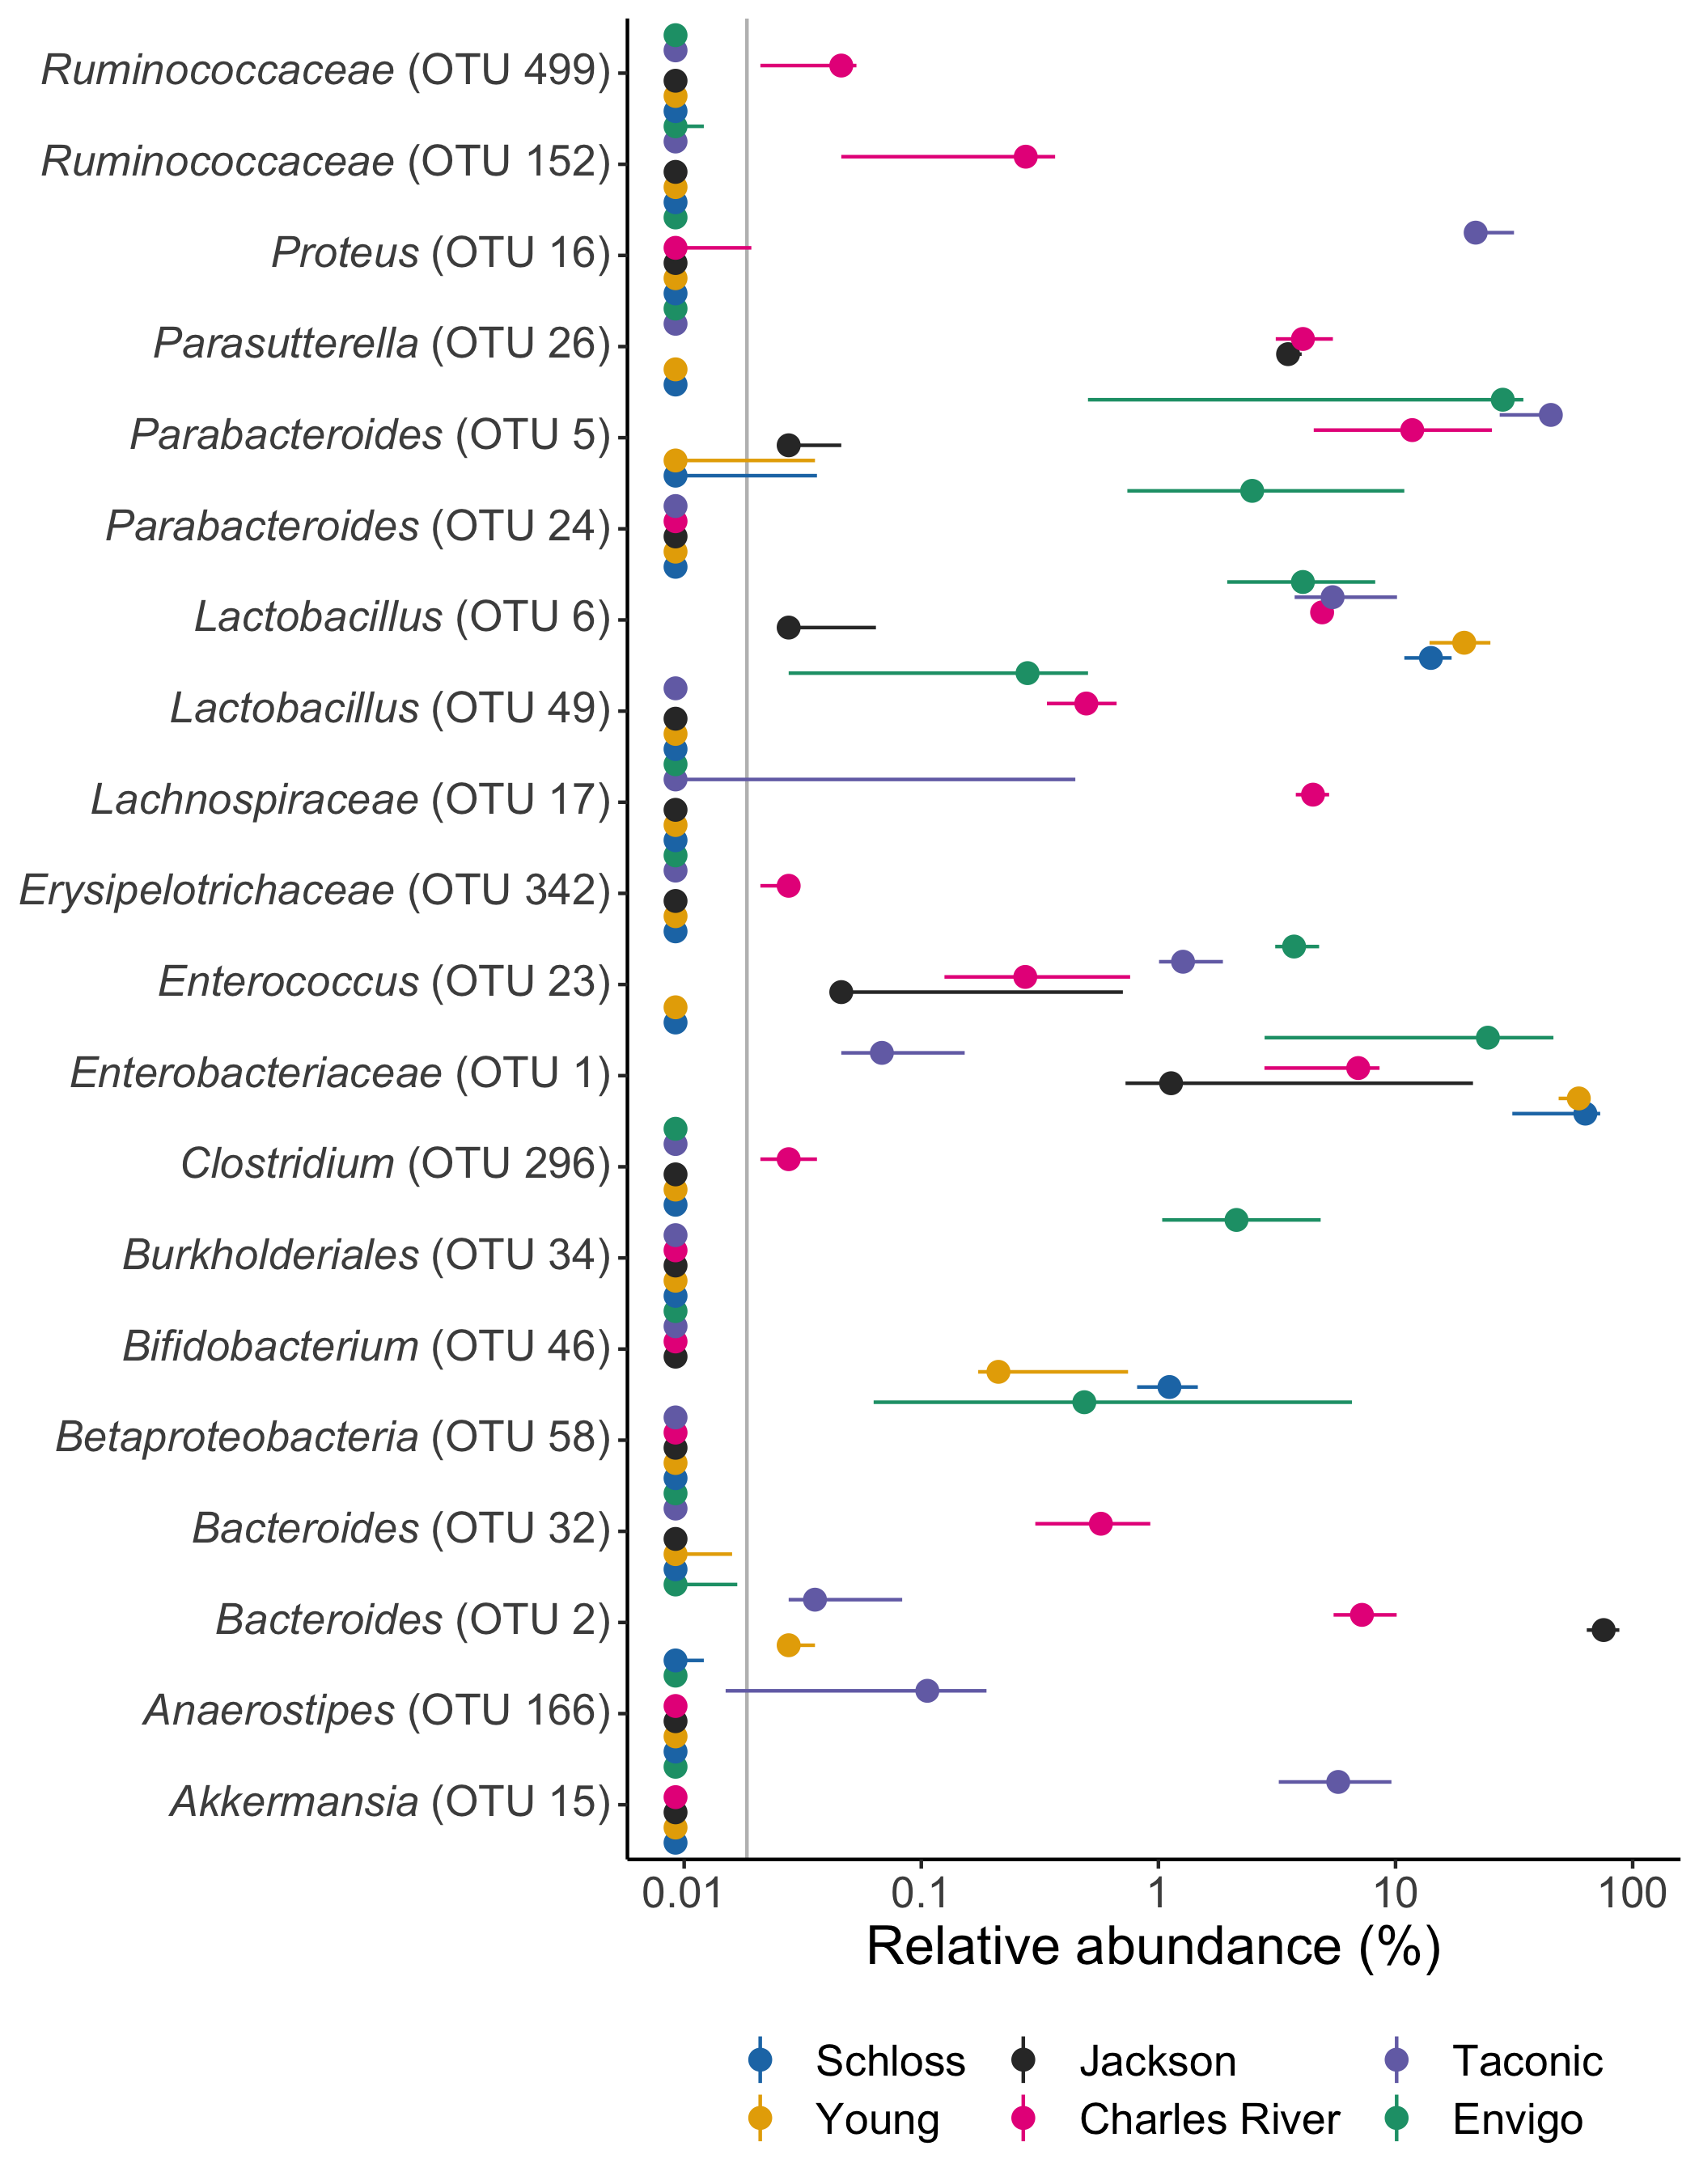 Ruminococcaceae (OTU 499)
Ruminococcaceae (OTU 152)
Proteus (OTU 16)
Parasutterella (OTU 26)
Parabacteroides (OTU 5)
Parabacteroides (OTU 24)
Lactobacillus (OTU 6)
Lactobacillus (OTU 49)
Lachnospiraceae (OTU 17)
Erysipelotrichaceae (OTU 342)
Enterococcus (OTU 23)
Enterobacteriaceae (OTU 1)
Clostridium (OTU 296)
Burkholderiales (OTU 34)
Bifidobacterium (OTU 46)
Betaproteobacteria (OTU 58)
Bacteroides (OTU 32)
Bacteroides (OTU 2)
Anaerostipes (OTU 166)
Akkermansia (OTU 15)
0.01 0.1 1 10 100
Relative abundance (%)
Schloss Jackson Taconic
Young Charles River Envigo